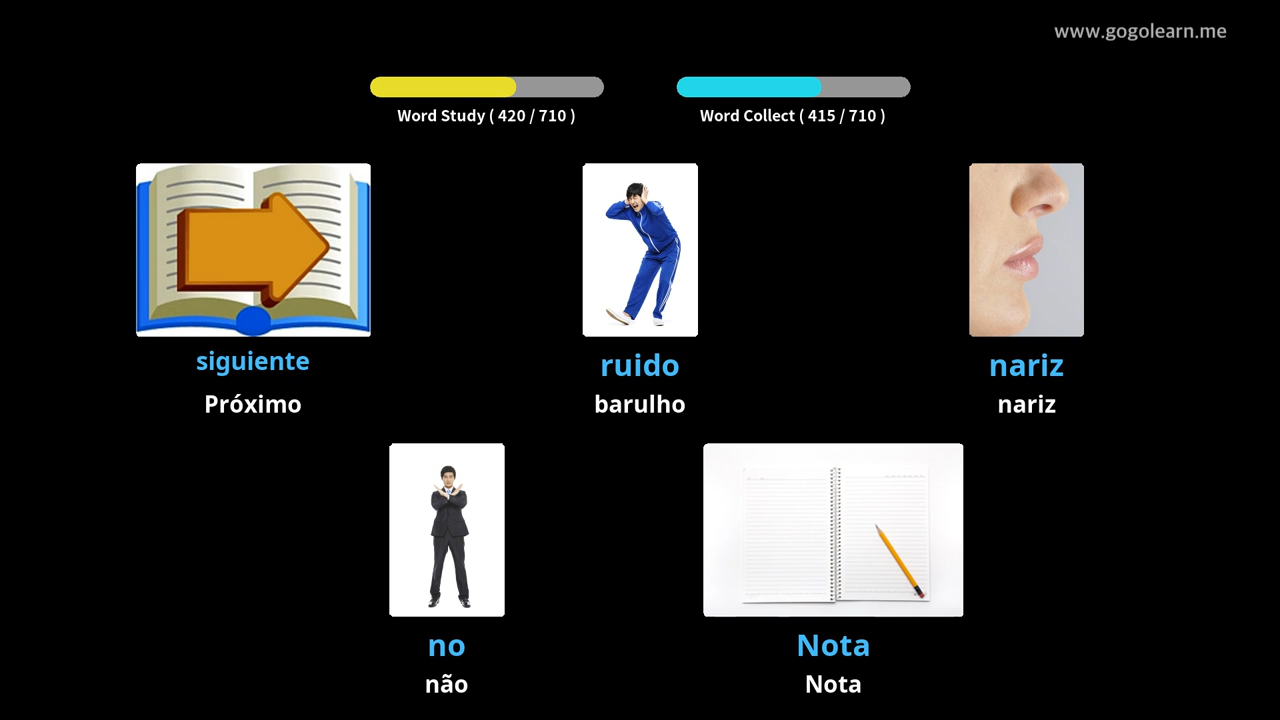 www.gogolearn.me
Word Study ( 420 / 710 )
Word Collect ( 415 / 710 )
siguiente
Próximo
ruido
barulho
nariz
nariz
no
não
Nota
Nota